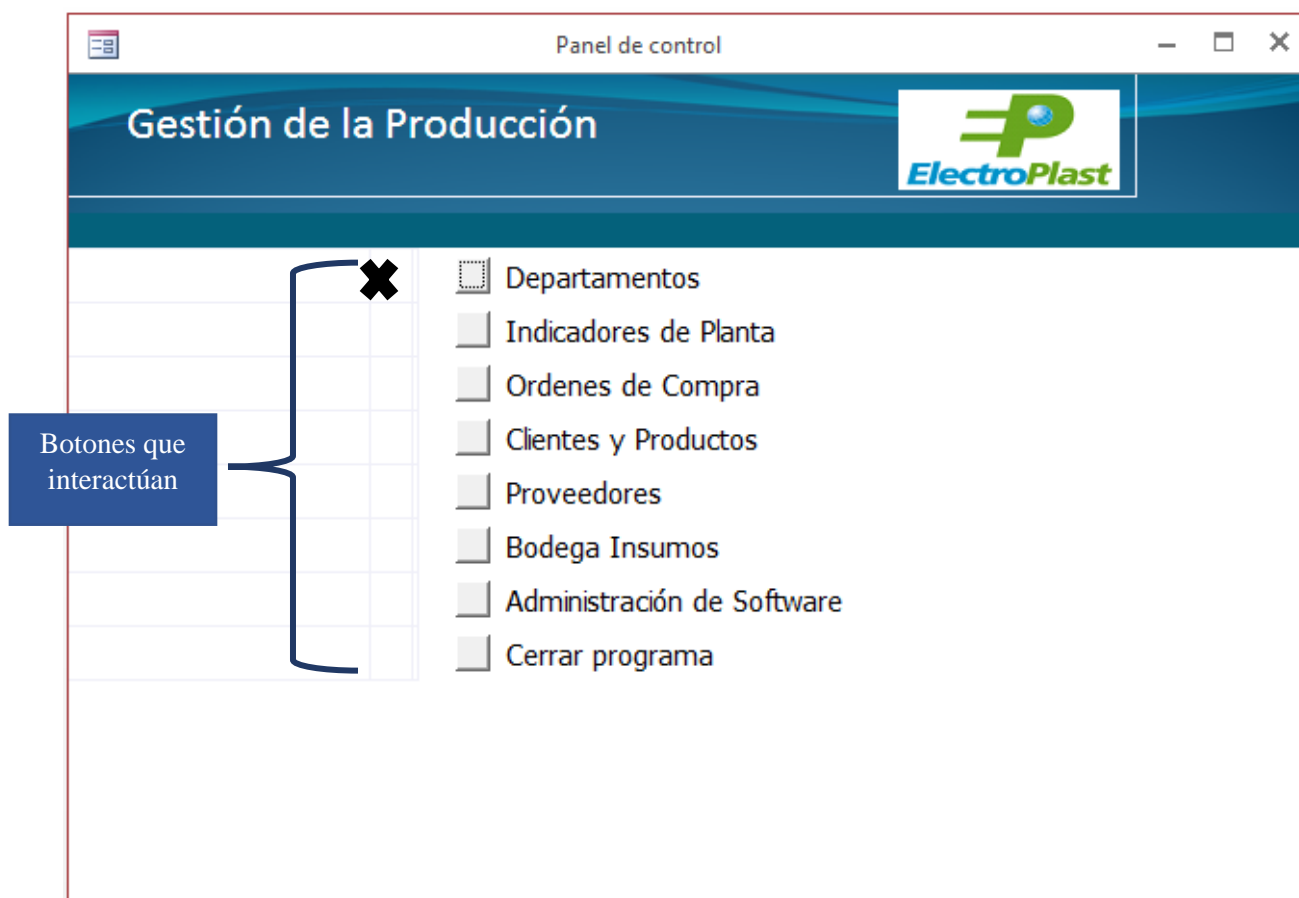 Panel de control
Gestión de la Producción
ElectroPlast
Departamentos
Indicadores de Planta
Ordenes de Compra
Clientes y Productos
Proveedores
Bodega Insumos
Administración de Software
Cerrar programa
Botones que
interactúan